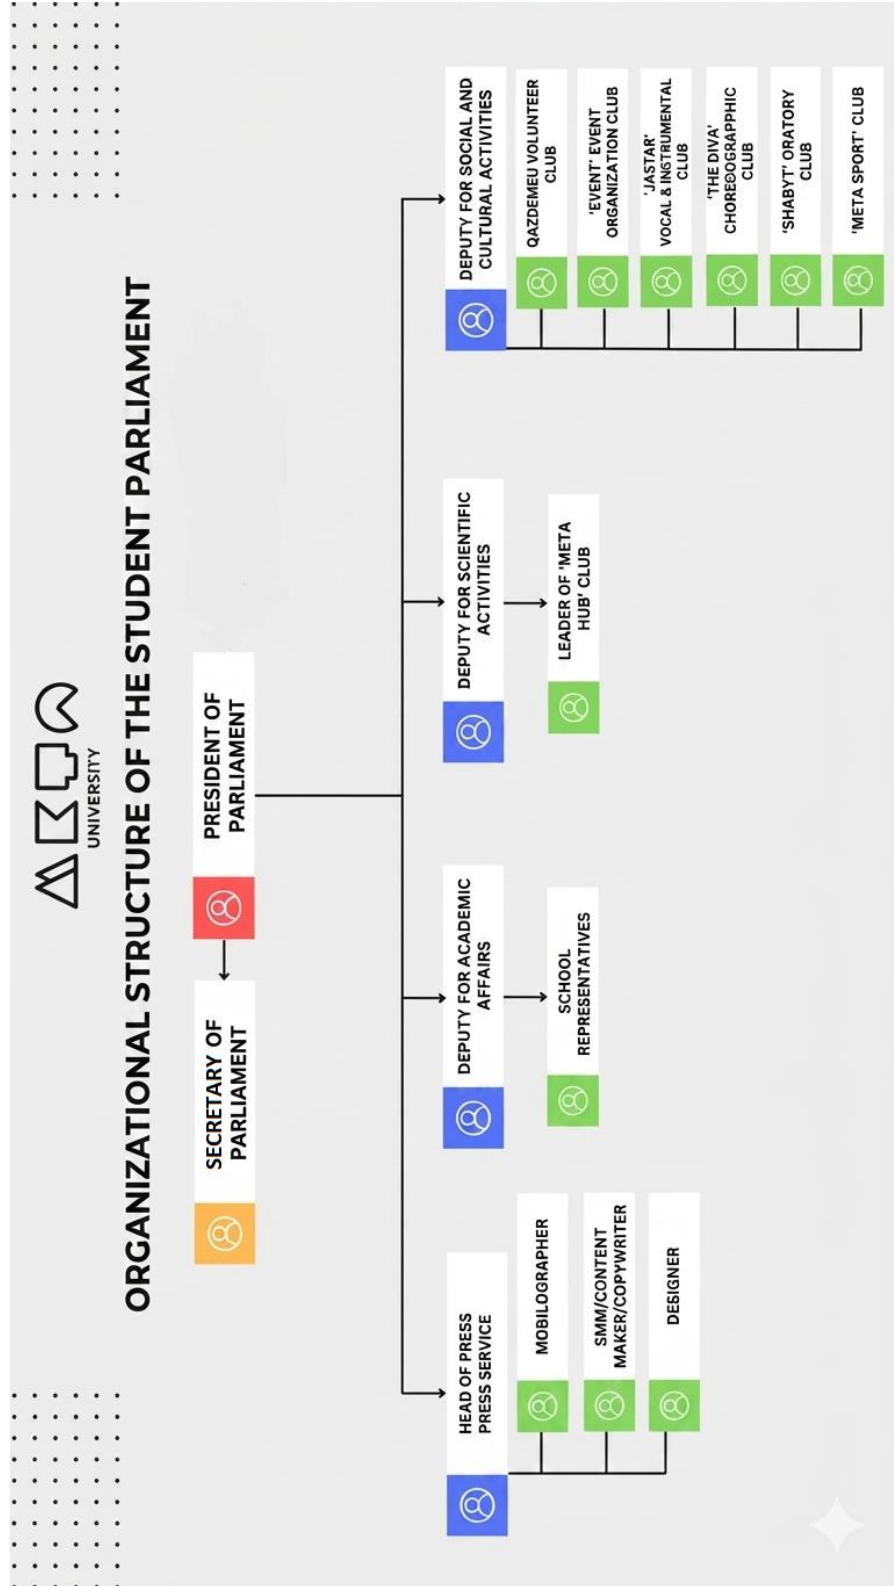 UNIVERSITY
ORGANIZATIONAL STRUCTURE OF THE STUDENT PARLIAMENT
SECRETARY OF
PARLIAMENT
PRESIDENT OF
PARLIAMENT
HEAD OF PRESS
PRESS SERVICE
MOBILOGRAPHER
SMM/CONTENT
MAKER/COPYWRITER
DESIGNER
DEPUTY FOR ACADEMIC
AFFAIRS
SCHOOL
REPRESENTATIVES
DEPUTY FOR SCIENTIFIC
ACTIVITIES
LEADER OF 'META
HUB' CLUB
DEPUTY FOR SOCIAL AND
CULTURAL ACTIVITIES
QAZDEMEU VOLUNTEER
CLUB
'EVENT' EVENT
ORGANIZATION CLUB
'JASTAR'
VOCAL & INSTRUMENTAL
CLUB
'THE DIVA'
CHOREOGRAPPHIC
CLUB
'SHABYT' ORATORY
CLUB
'META SPORT' CLUB